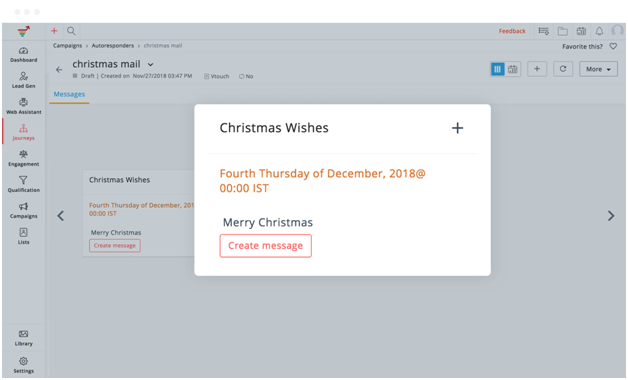 Feedback
Campaigns › Autoresponders › christmas mail
Favorite this?
christmas mail
Draft | Created on Nov/27/2018 03:47 PM
Vtouch
No
More
Messages
Dashboard
Lead Gen
Web Assistant
Journeys
Engagement
Qualification
Campaigns
Lists
Library
Settings
Christmas Wishes
Fourth Thursday of December, 201
00:00 IST
Merry Christmas
Create message
Christmas Wishes
Fourth Thursday of December, 2018@
00:00 IST
Merry Christmas
Create message